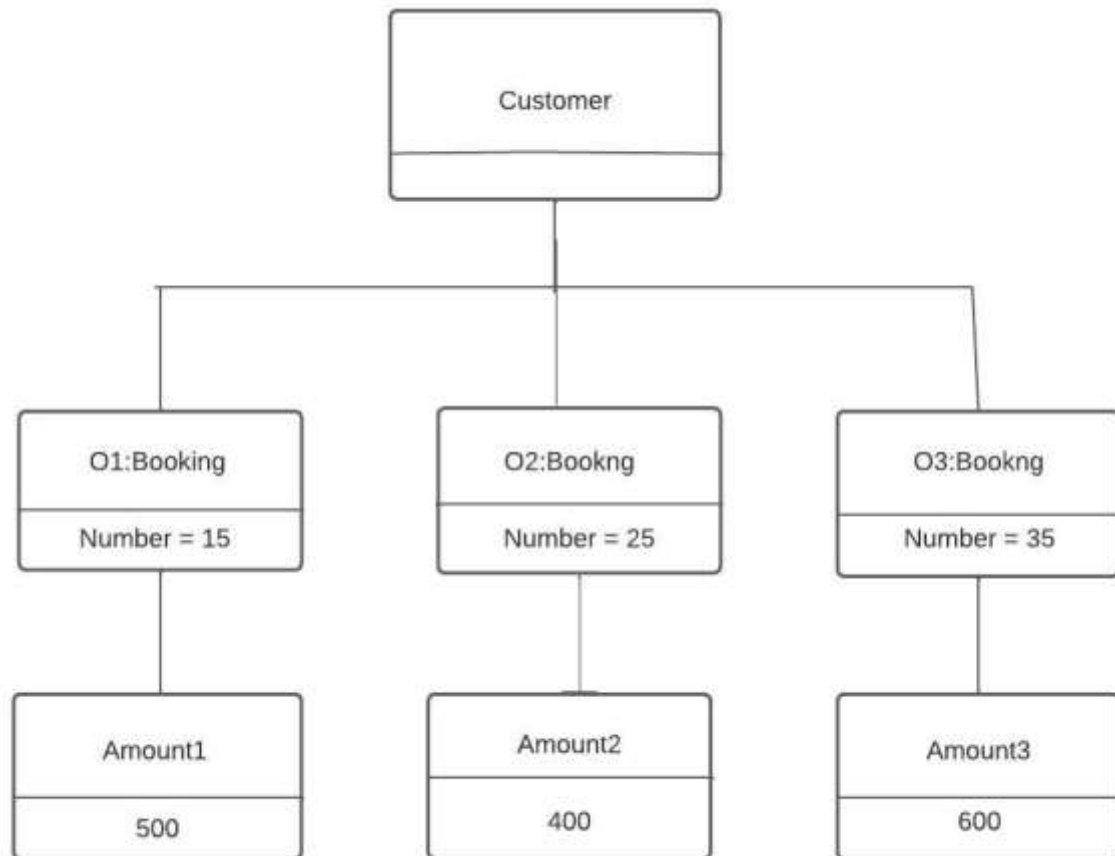 Customer
O1:Booking
O2:Bookng
O3:Bookng
Number = 15
Number = 25
Number = 35
Amount1
Amount2
Amount3
500
400
600